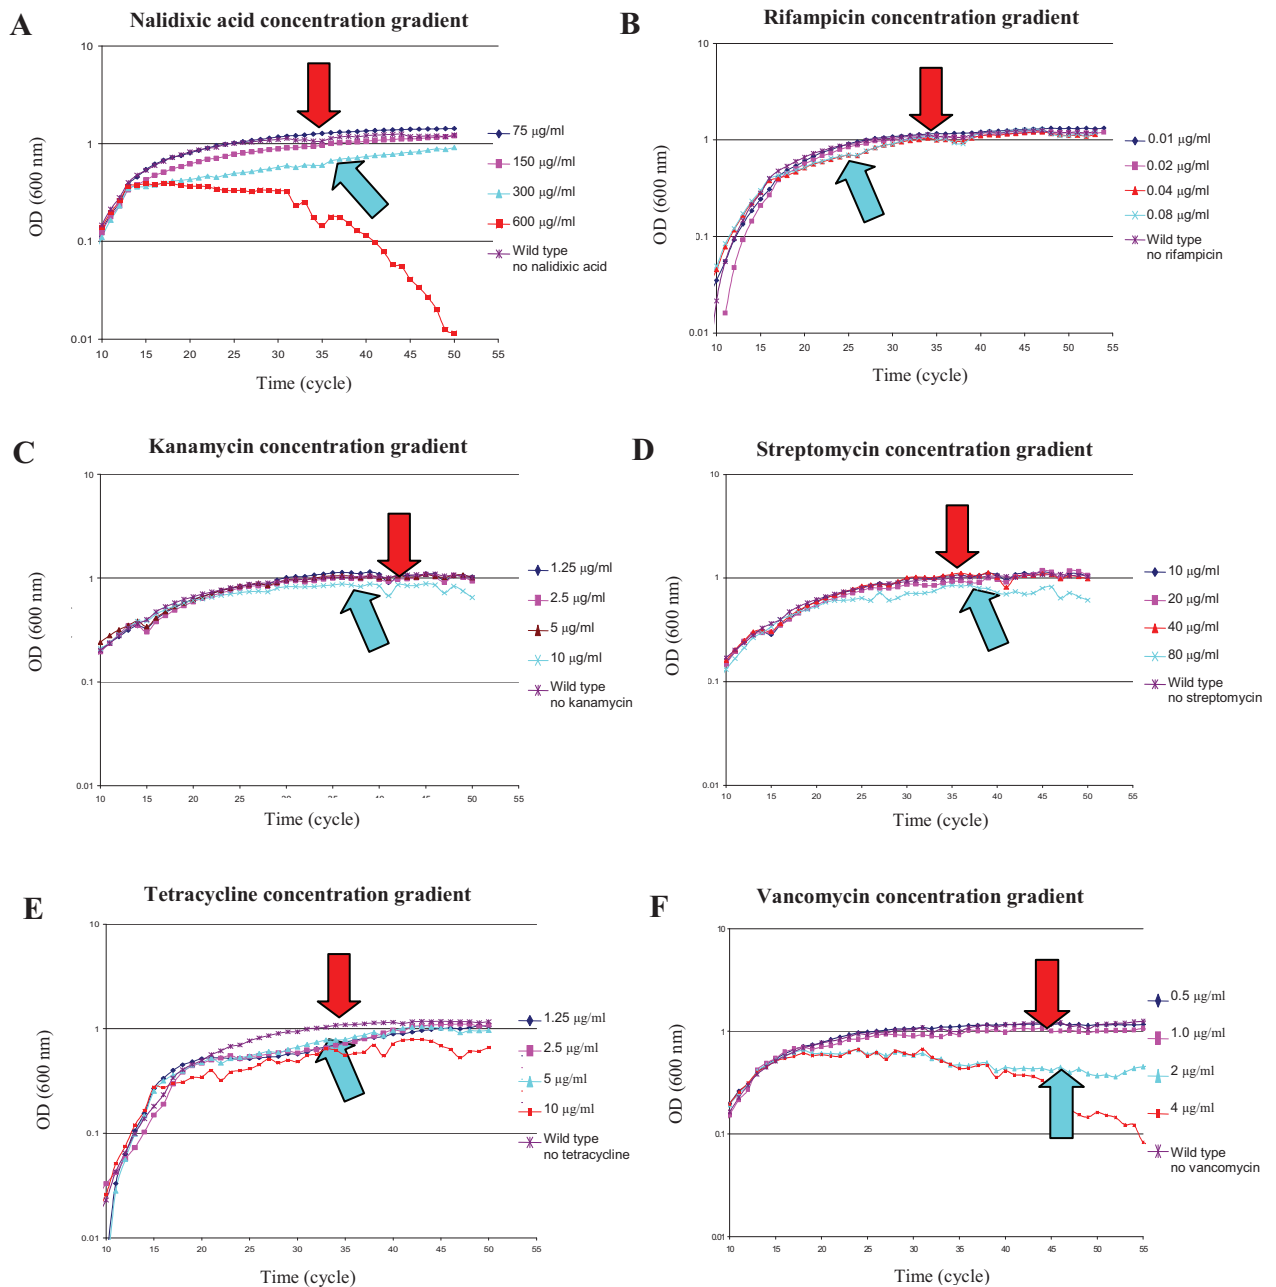 A
Nalidixic acid concentration gradient
10
1
0.1
0.01
OD (600 nm)
10 15 20 25 30 35 40 45 50 55
Time (cycle)
75 µg/ml
150 µg//ml
300 µg//ml
600 µg//ml
Wild type
no nalidixic acid
B
Rifampicin concentration gradient
10
1
0.1
0.01
OD (600 nm)
10 15 20 25 30 35 40 45 50 55
Time (cycle)
0.01 µg/ml
0.02 µg/ml
0.04 µg/ml
0.08 µg/ml
Wild type
no rifampicin
C
Kanamycin concentration gradient
10
1
0.1
0.01
OD (600 nm)
10 15 20 25 30 35 40 45 50 55
Time (cycle)
1.25 µg/ml
2.5 µg/ml
5 µg/ml
10 µg/ml
Wild type
no kanamycin
D
Streptomycin concentration gradient
10
1
0.1
0.01
OD (600 nm)
10 15 20 25 30 35 40 45 50 55
Time (cycle)
10 µg/ml
20 µg/ml
40 µg/ml
80 µg/ml
Wild type
no streptomycin
E
Tetracycline concentration gradient
10
1
0.1
0.01
OD (600 nm)
10 15 20 25 30 35 40 45 50 55
Time (cycle)
1.25 µg/ml
2.5 µg/ml
5 µg/ml
10 µg/ml
Wild type
no tetracycline
F
Vancomycin concentration gradient
10
1
0.1
0.01
OD (600 nm)
10 15 20 25 30 35 40 45 50 55
Time (cycle)
0.5 µg/ml
1.0 µg/ml
2 µg/ml
4 µg/ml
Wild type
no vancomycin